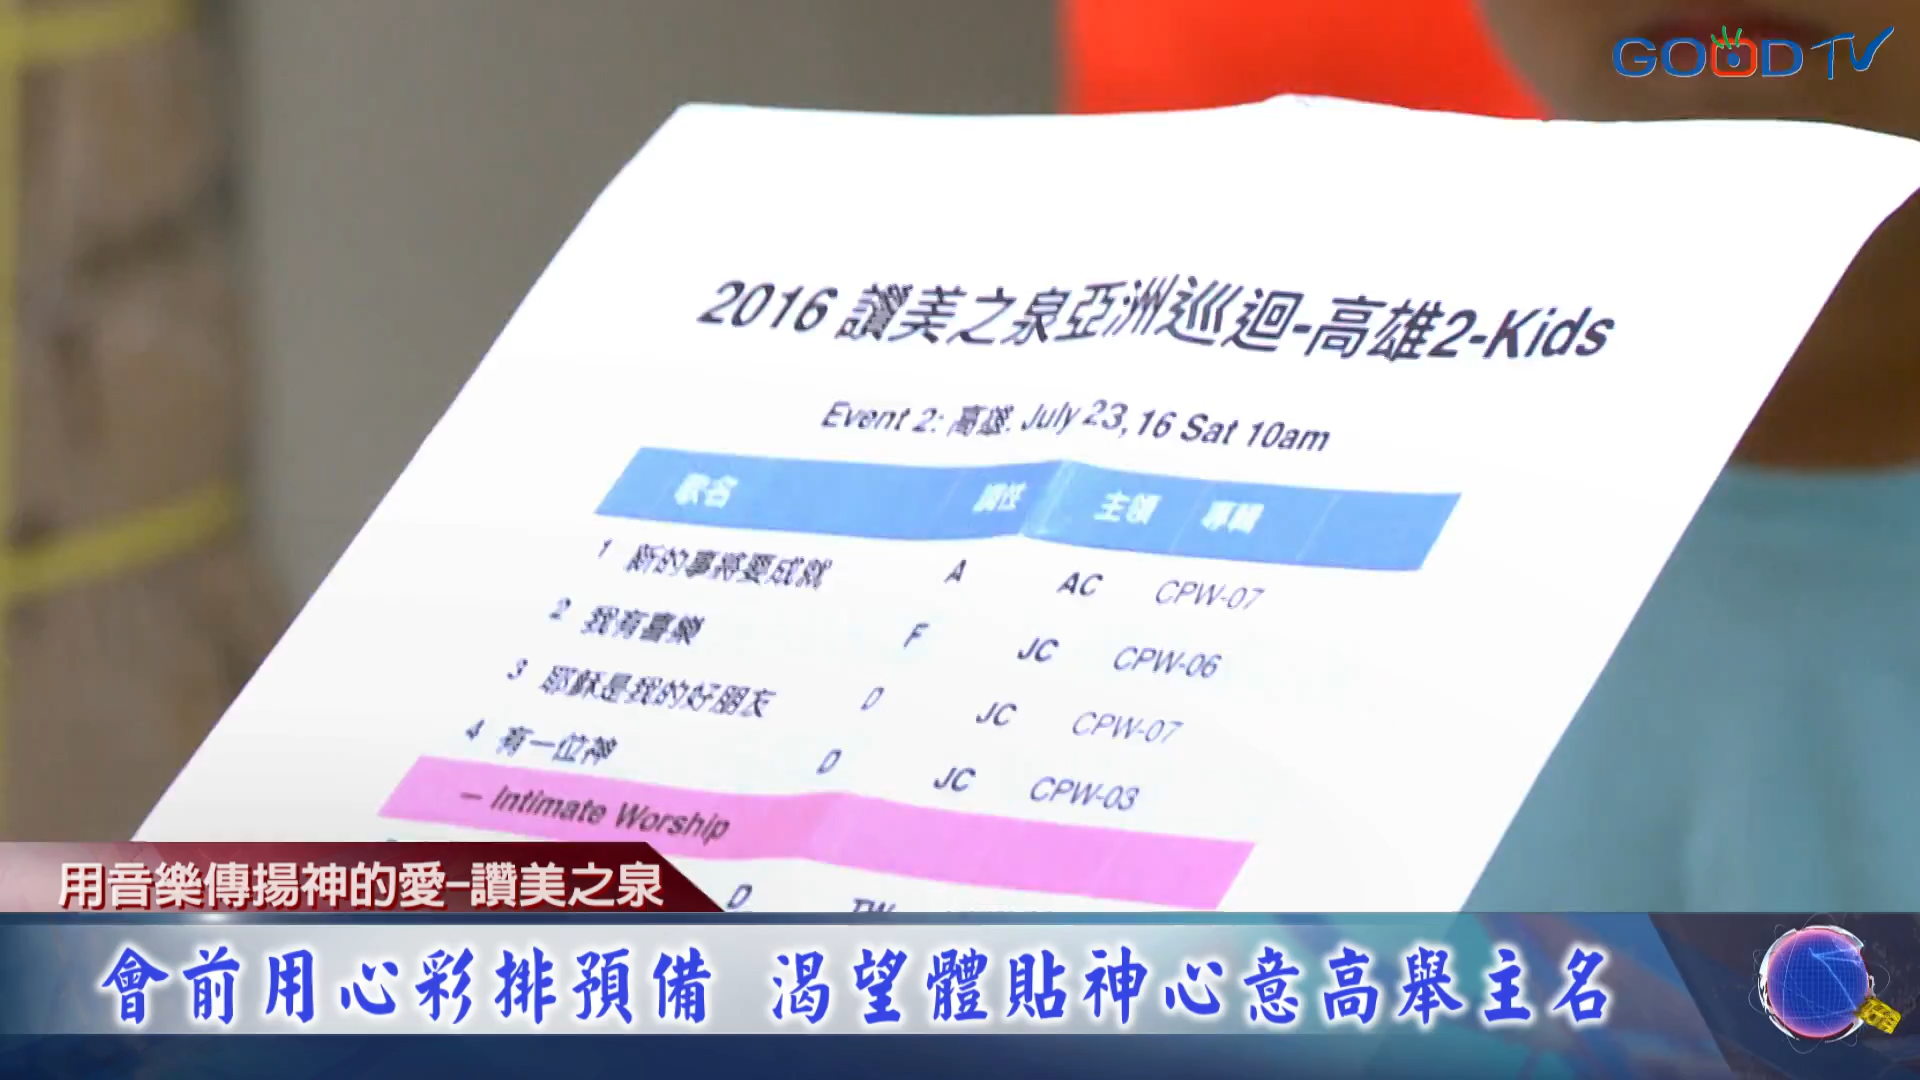 GOOD TV
2016 讚美之泉亞洲巡迴-高雄2-Kids
Event 2: 高雄. July 23, 16 Sat 10am
歌名 調性 主領 專輯
1 新的事將要成就 A AC CPW-07
2 我有喜樂 F JC CPW-06
3 耶穌是我的好朋友 D JC CPW-07
4 有一位神 D JC CPW-03
— Intimate Worship
D TW
用音樂傳揚神的愛-讚美之泉
會前用心彩排預備 渴望體貼神心意高舉主名